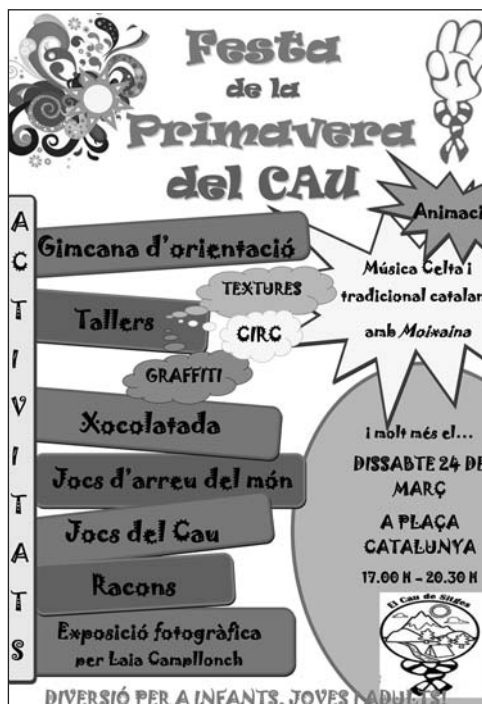 Festa
de la
Primavera
del CAU
ACTIVITATS
Gimcana d'orientació
Tallers
TEXTURES
CIRC
GRAFFITI
Xocolatada
Jocs d'arreu del món
Jocs del Cau
Racons
Exposició fotogràfica
per Laia Campllonch
Animaci
Música Celta i
tradicional catalan
amb Moixaina
i molt més el...
DISSABTE 24 DE
MARÇ
A PLAÇA
CATALUNYA
17.00 H - 20.30 H
El Cau de Sitges
DIVERSIÓ PER A INFANTS, JOVES I ADULTS!